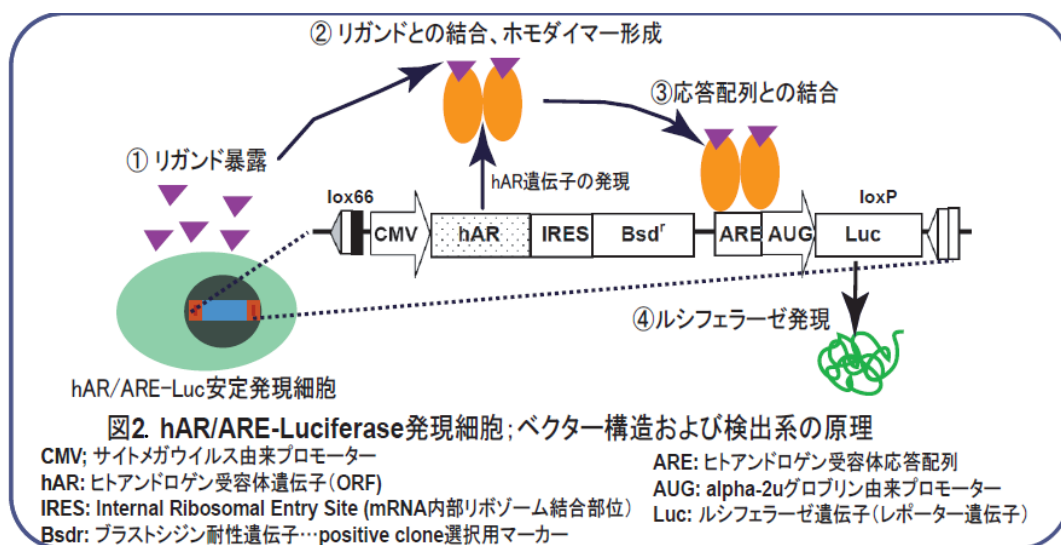 ② リガンドとの結合、ホモダイマー形成
③応答配列との結合
① リガンド暴露
hAR遺伝子の発現
lox66
loxP
CMV
hAR
IRES
Bsdr
ARE
AUG
Luc
④ルシフェラーゼ発現
hAR/ARE-Luc安定発現細胞
図2. hAR/ARE-Luciferase発現細胞；ベクター構造および検出系の原理
CMV; サイトメガウイルス由来プロモーター
hAR: ヒトアンドロゲン受容体遺伝子（ORF）
IRES: Internal Ribosomal Entry Site (mRNA内部リボゾーム結合部位）
Bsdr: ブラストシジン耐性遺伝子…positive clone選択用マーカー
ARE: ヒトアンドロゲン受容体応答配列
AUG: alpha-2uグロブリン由来プロモーター
Luc: ルシフェラーゼ遺伝子（レポーター遺伝子）